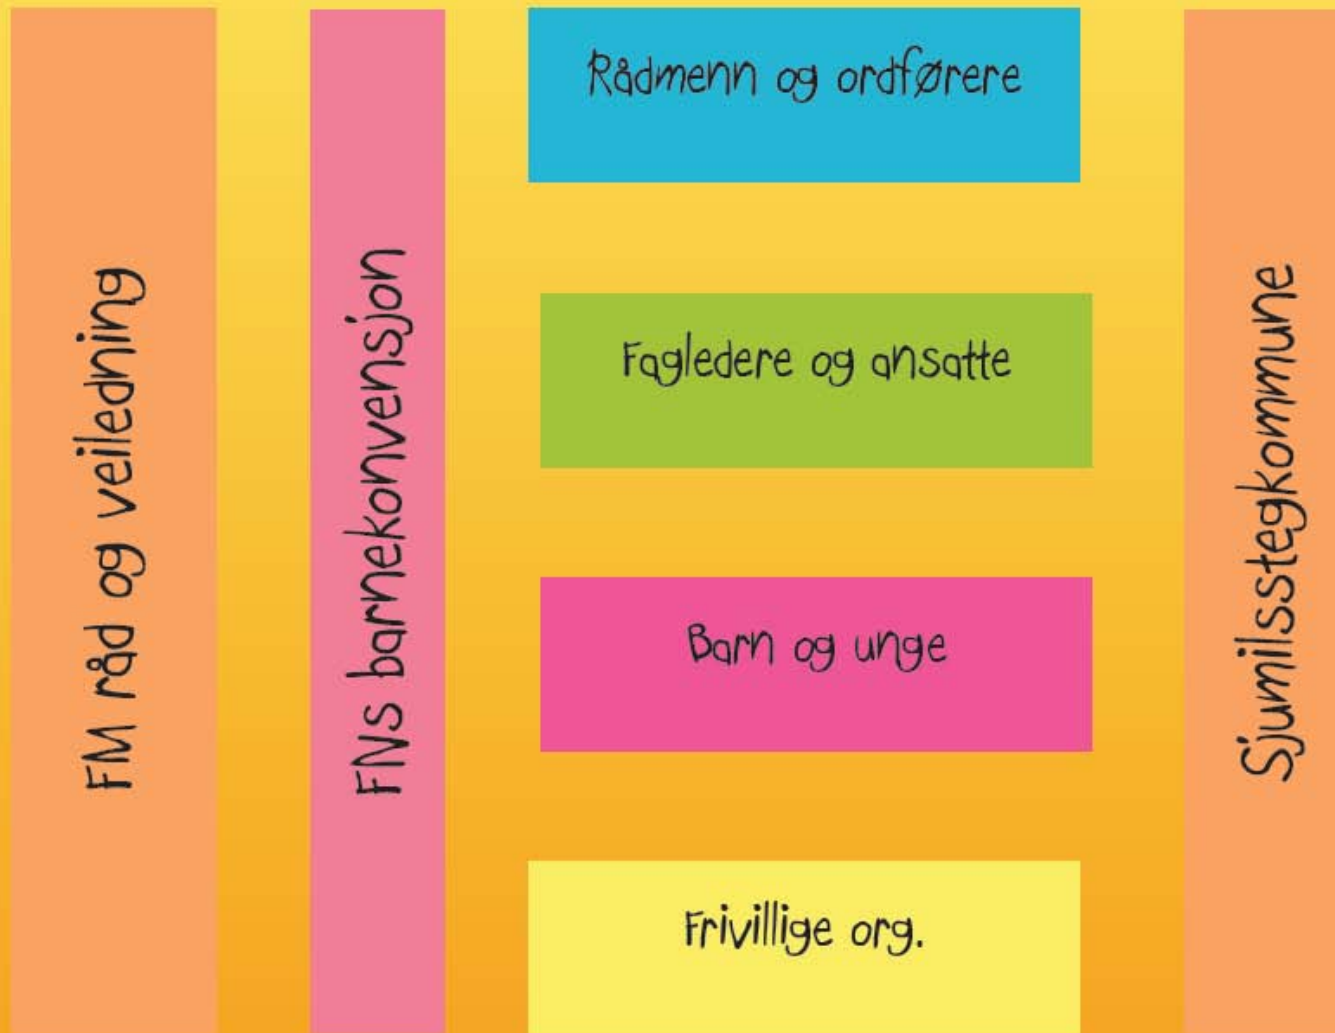 FM råd og veiledning
FNs barnekonvensjon
Rådmenn og ordførere
Fagledere og ansatte
Barn og unge
Frivillige org.
Sjumilsstegkommune